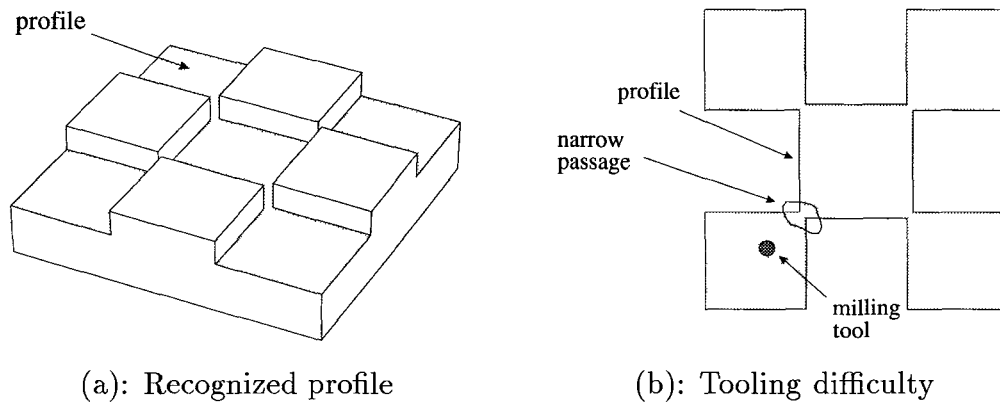 profile
profile
narrow
passage
milling
tool
(a): Recognized profile
(b): Tooling difficulty